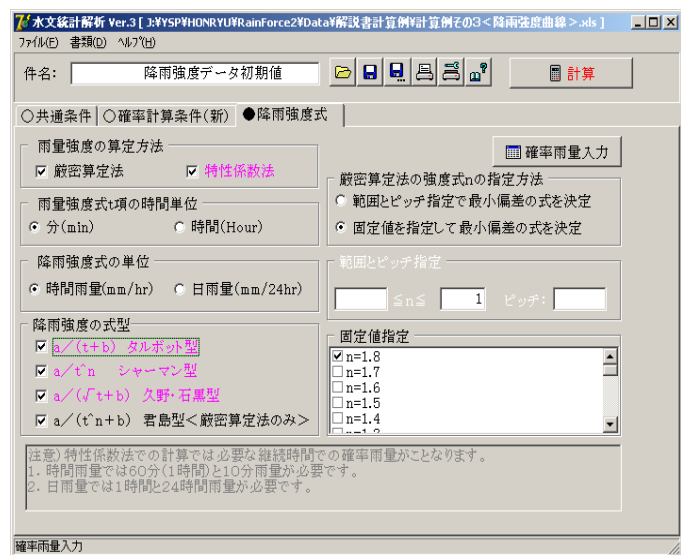 水文統計解析 Ver.3 [ J:¥YSP¥HONRYU¥RainForce2¥Data¥解説書計算例¥計算例その3<降雨強度曲線>.xls ]
ファイル(F) 書類(D) ヘルプ(H)
件名: 降雨強度データ初期値 計算
○共通条件 ○確率計算条件(新) ●降雨強度式
雨量強度の算定方法
厳密算定法 特性係数法
確率雨量入力
雨量強度式t項の時間単位
分(min) 時間(Hour)
厳密算定法の強度式nの指定方法
範囲とピッチ指定で最小偏差の式を決定
固定値を指定して最小偏差の式を決定
降雨強度式の単位
時間雨量(mm/hr) 日雨量(mm/24hr)
範囲とピッチ指定
≦n≦ 1 ピッチ:
降雨強度の式型
a/(t+b) タルボット型
a/t^n シャーマン型
a/(√t+b) 久野・石黒型
a/(t^n+b) 君島型<厳密算定法のみ>
固定値指定
n=1.8
n=1.7
n=1.6
n=1.5
n=1.4
注意)特性係数法での計算では必要な継続時間での確率雨量がことなります。
1. 時間雨量では60分(1時間)と10分雨量が必要です。
2. 日雨量では1時間と24時間雨量が必要です。
確率雨量入力